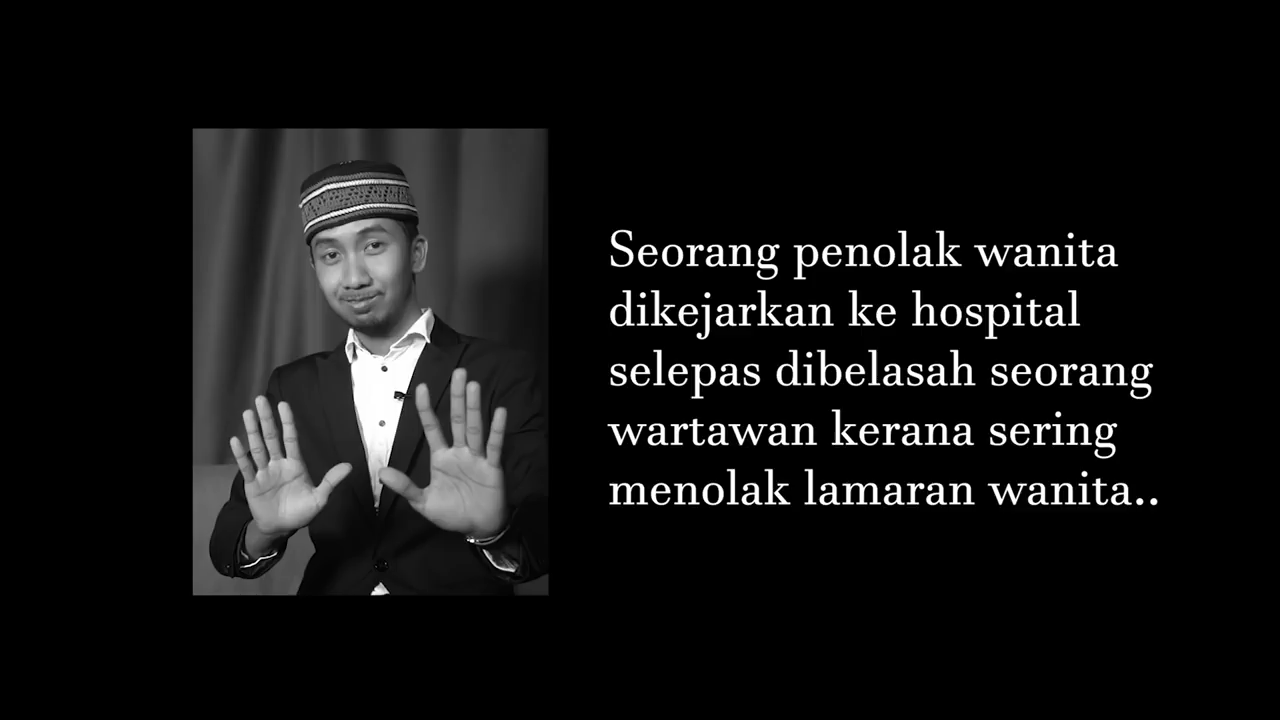 Seorang penolak wanita
dikejarkan ke hospital
selepas dibelasah seorang
wartawan kerana sering
menolak lamaran wanita..